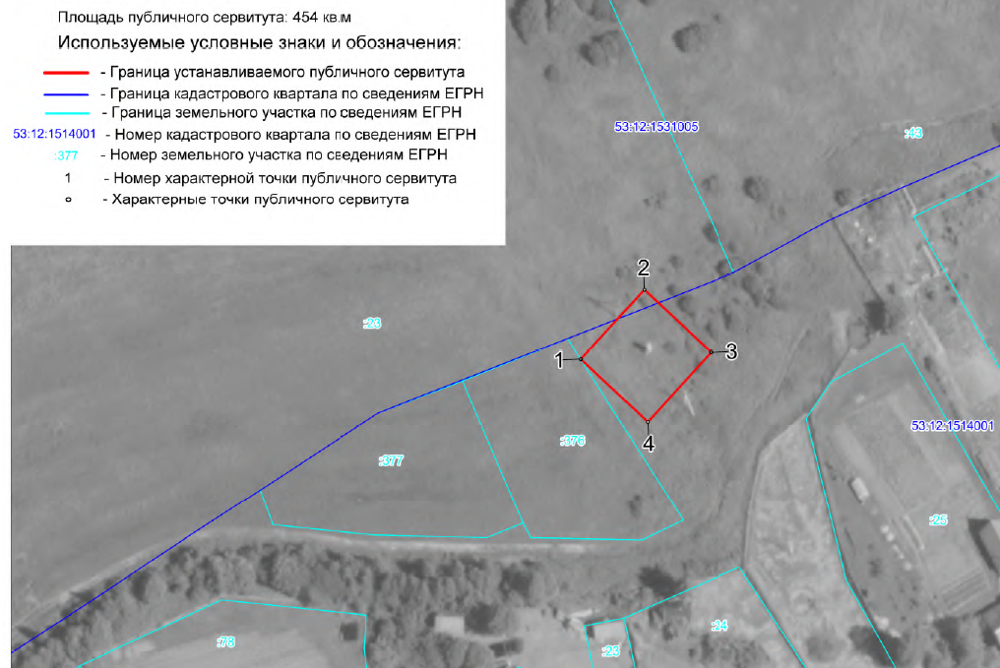 Площадь публичного сервитута: 454 кв.м
Используемые условные знаки и обозначения:
- Граница устанавливаемого публичного сервитута
- Граница кадастрового квартала по сведениям ЕГРН
- Граница земельного участка по сведениям ЕГРН
53:12:1514001 - Номер кадастрового квартала по сведениям ЕГРН
:377 - Номер земельного участка по сведениям ЕГРН
1 - Номер характерной точки публичного сервитута
- Характерные точки публичного сервитута
53:12:1531005
:43
2
:23
1
3
53:12:1514001
4
:376
:377
:25
:24
:78
:23